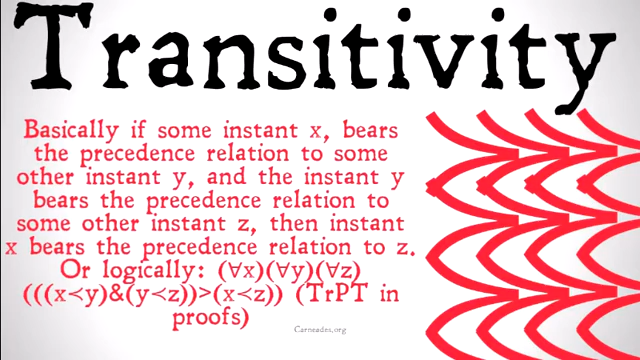 Transitivity
Basically if some instant x, bears
the precedence relation to some
other instant y, and the instant y
bears the precedence relation to
some other instant z, then instant
x bears the precedence relation to z.
Or logically: (∀x)(∀y)(∀z)
(((x≺y)&(y≺z))>(x≺z)) (TrPT in
proofs)
Carneades.org